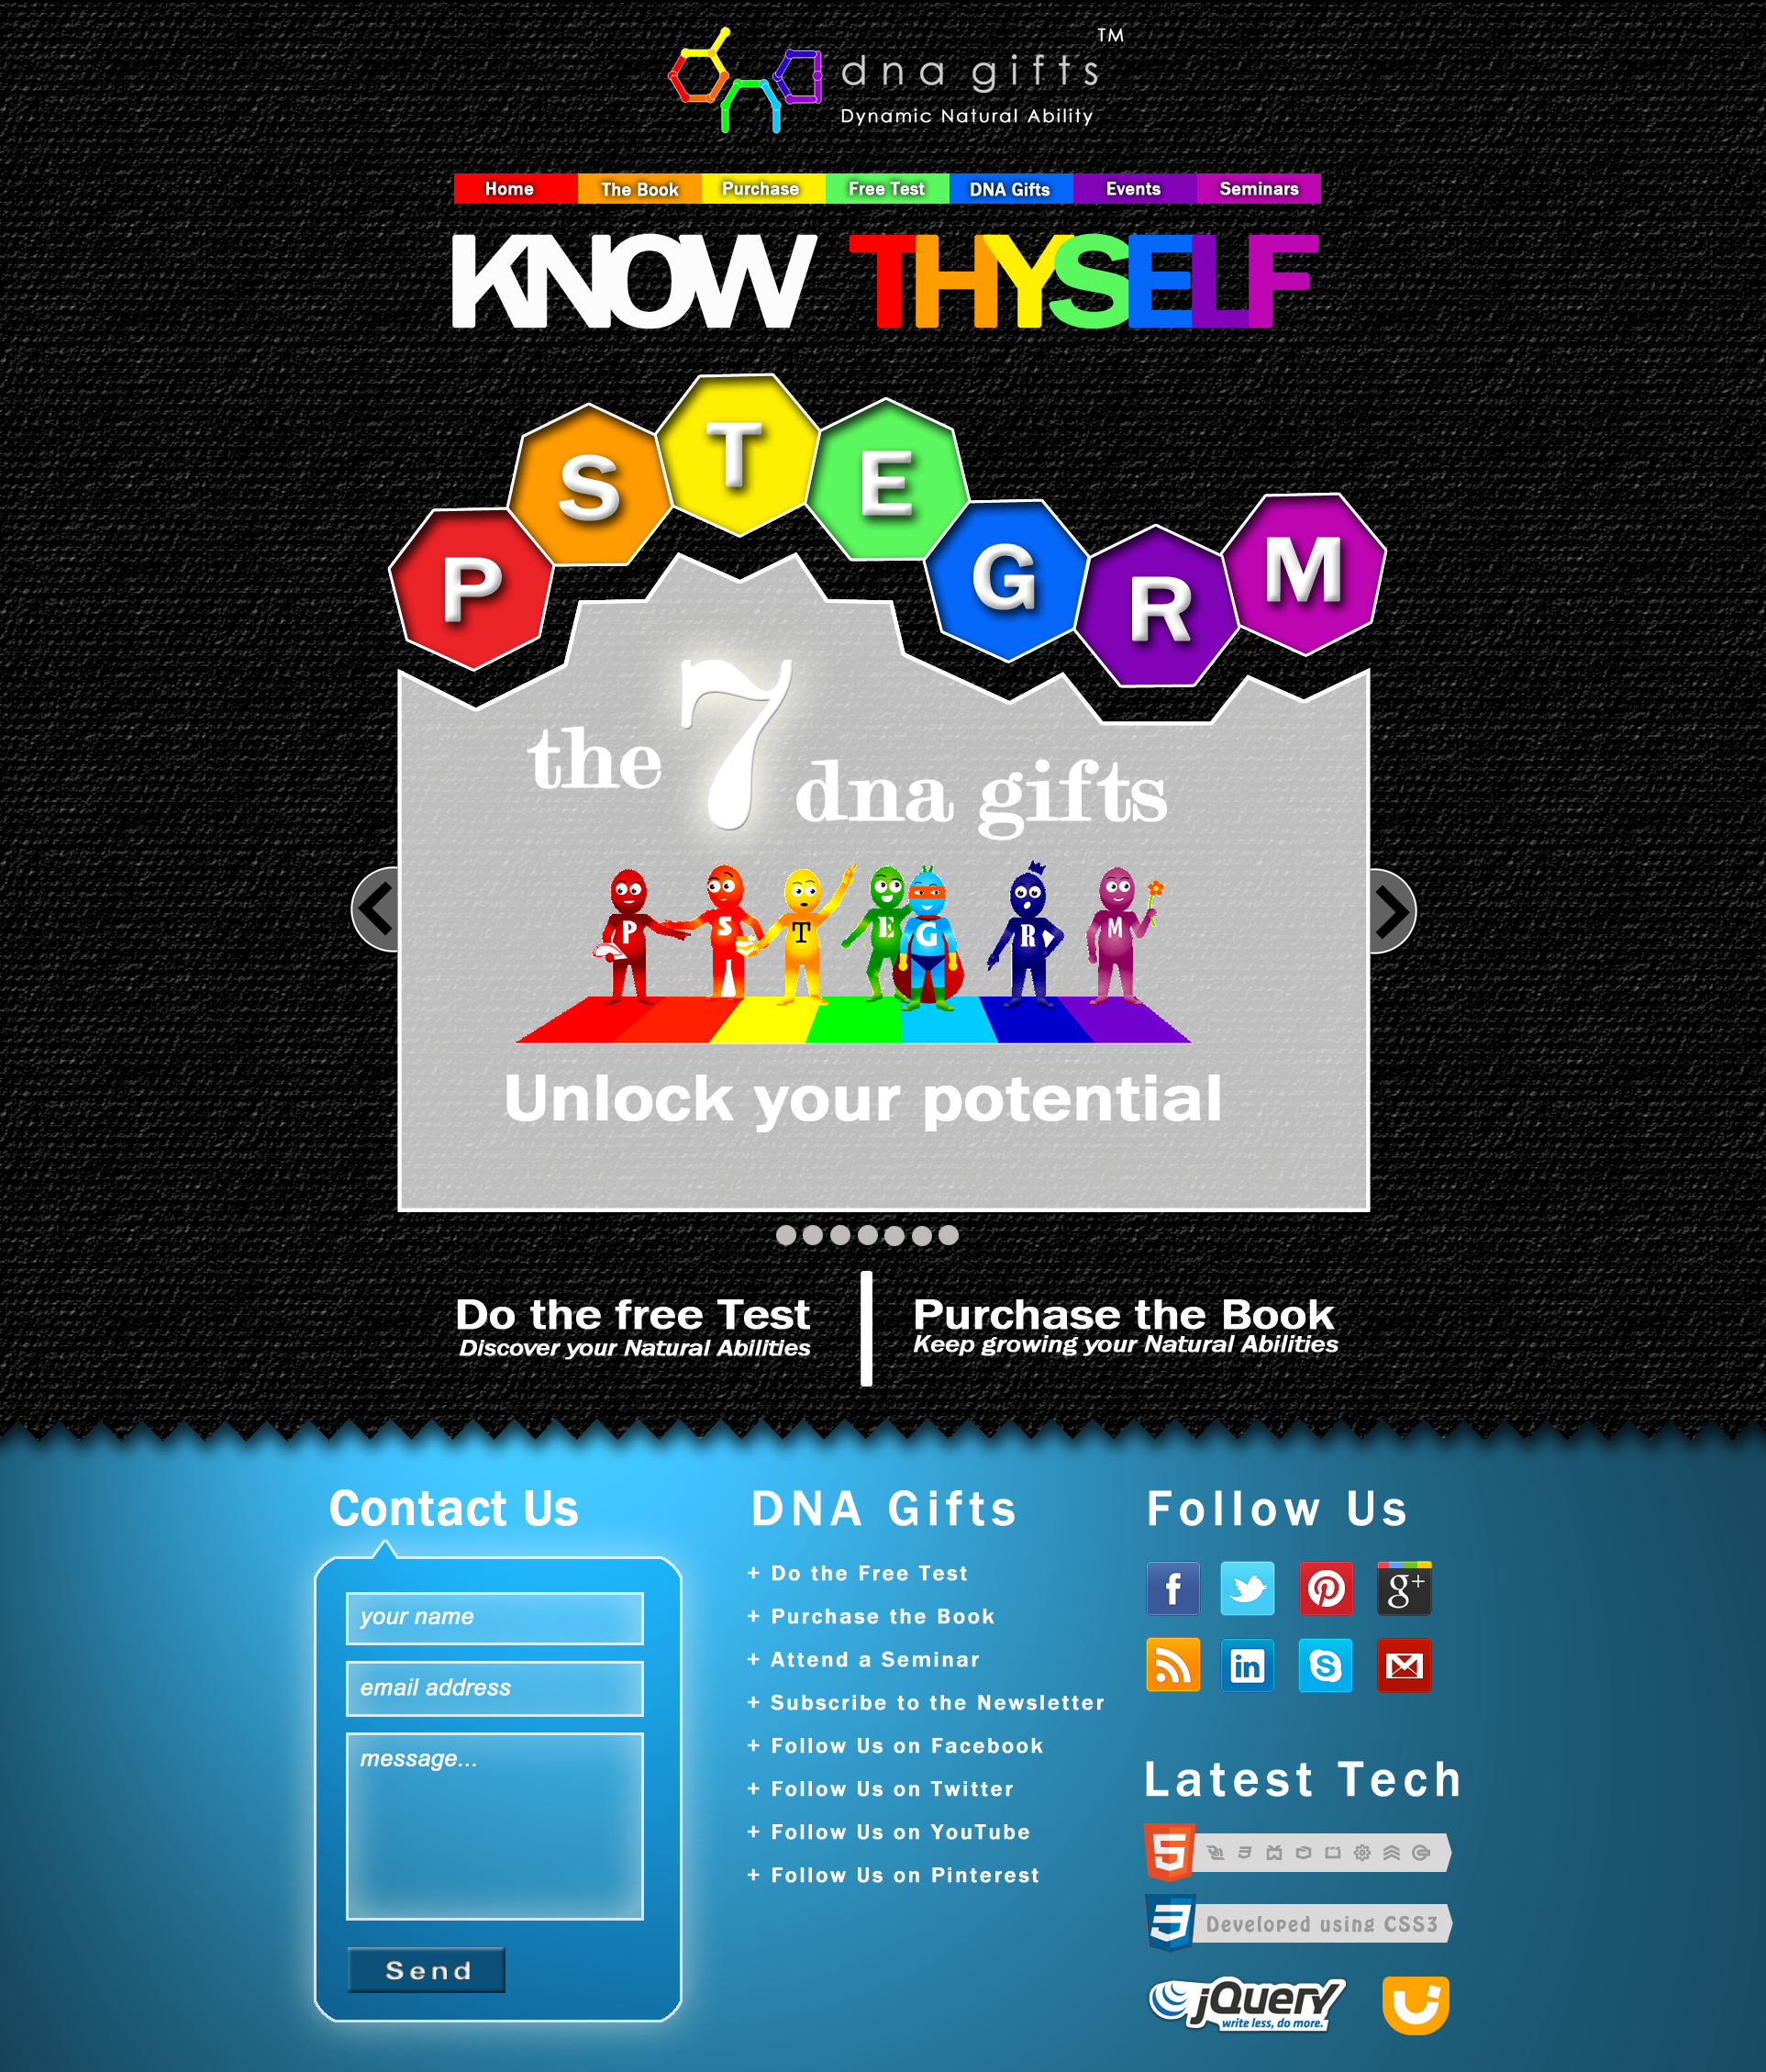 dna gifts TM
Dynamic Natural Ability
Home The Book Purchase Free Test DNA Gifts Events Seminars
KNOW THYSELF
P S T E G R M
the 7 dna gifts
P S T E G R M
Unlock your potential
Do the free Test
Discover your Natural Abilities
Purchase the Book
Keep growing your Natural Abilities
Contact Us
your name
email address
message...
Send
DNA Gifts
+ Do the Free Test
+ Purchase the Book
+ Attend a Seminar
+ Subscribe to the Newsletter
+ Follow Us on Facebook
+ Follow Us on Twitter
+ Follow Us on YouTube
+ Follow Us on Pinterest
Follow Us
f g+
in S
Latest Tech
5
3 Developed using CSS3
jQuery
write less, do more.